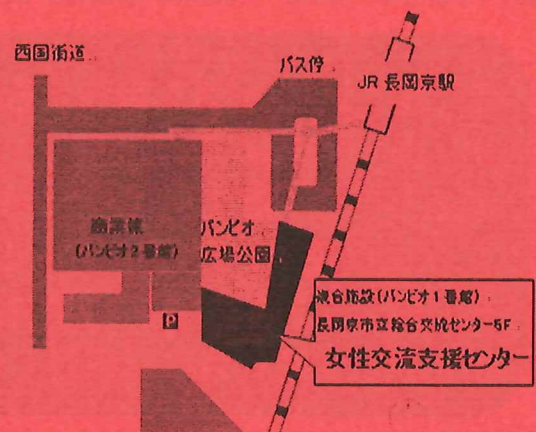 西国街道
バス停
JR 長岡京駅
商業棟
(バンビオ2番館)
バンビオ
広場公園
P
複合施設(バンビオ1番館)
長岡京市立総合交流センター6F
女性交流支援センター